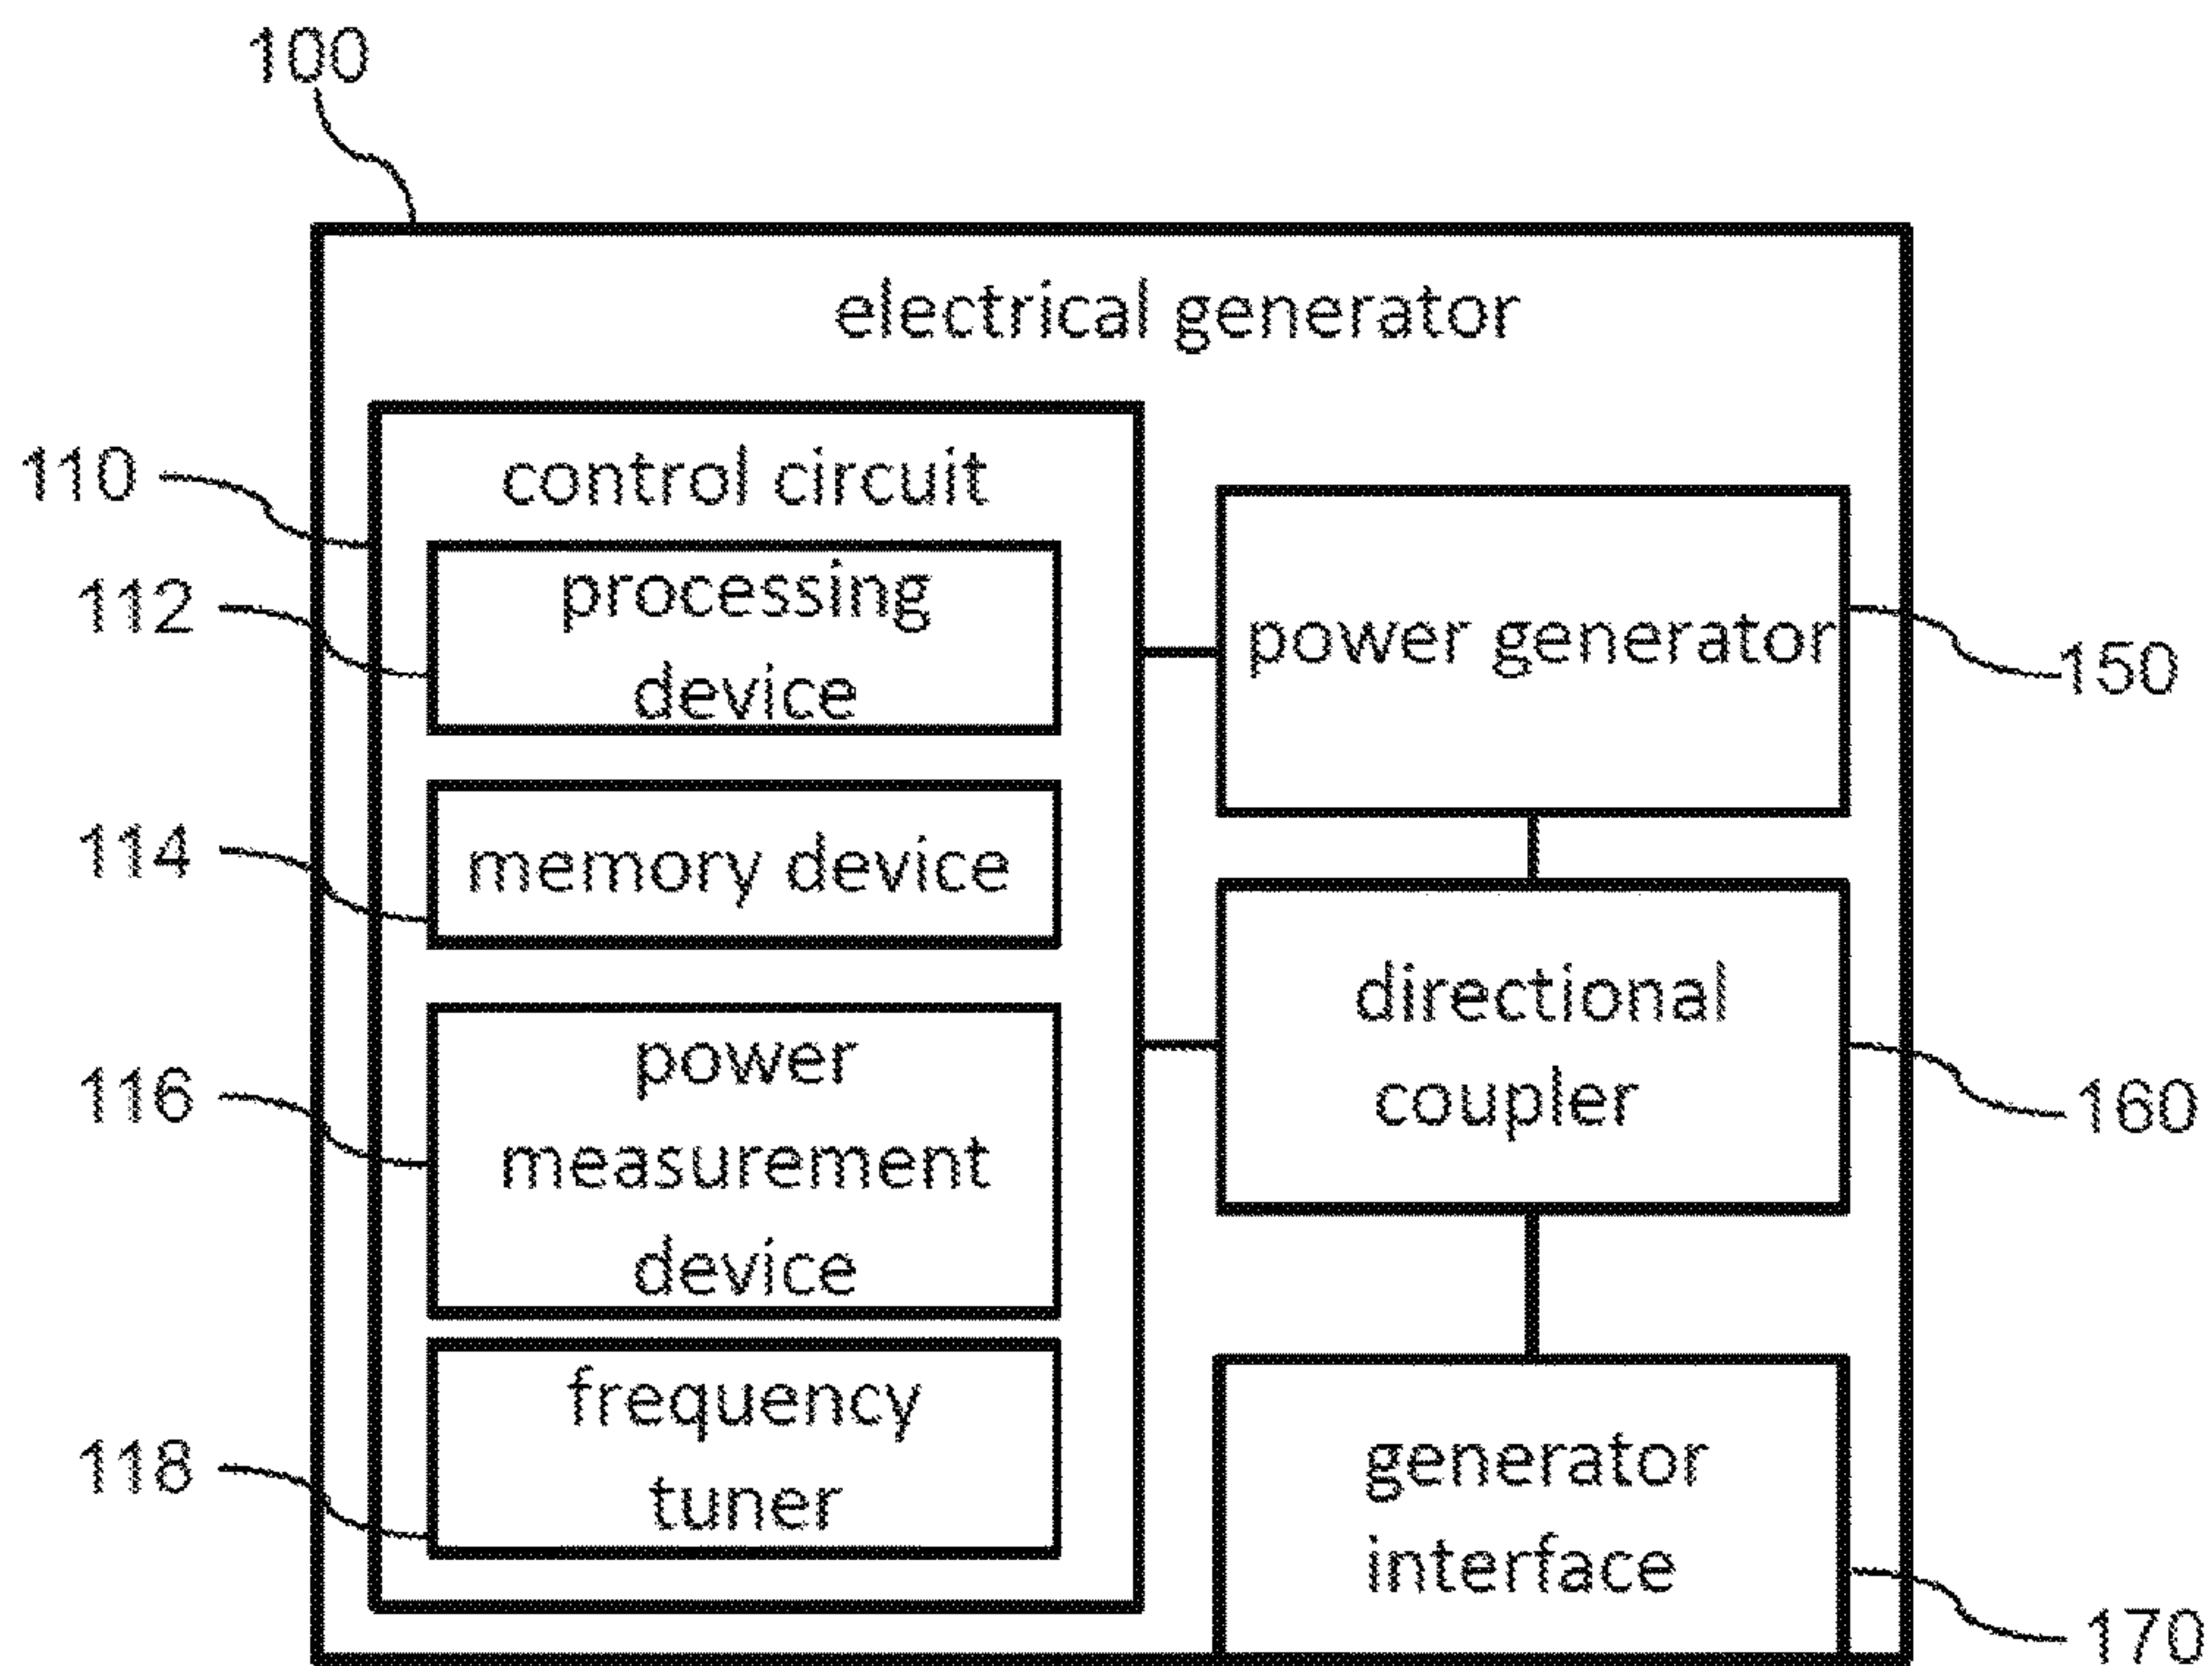 100
electrical generator
110
control circuit
112
processing
device
114
memory device
116
power
measurement
device
118
frequency
tuner
power generator
150
directional
coupler
160
generator
interface
170